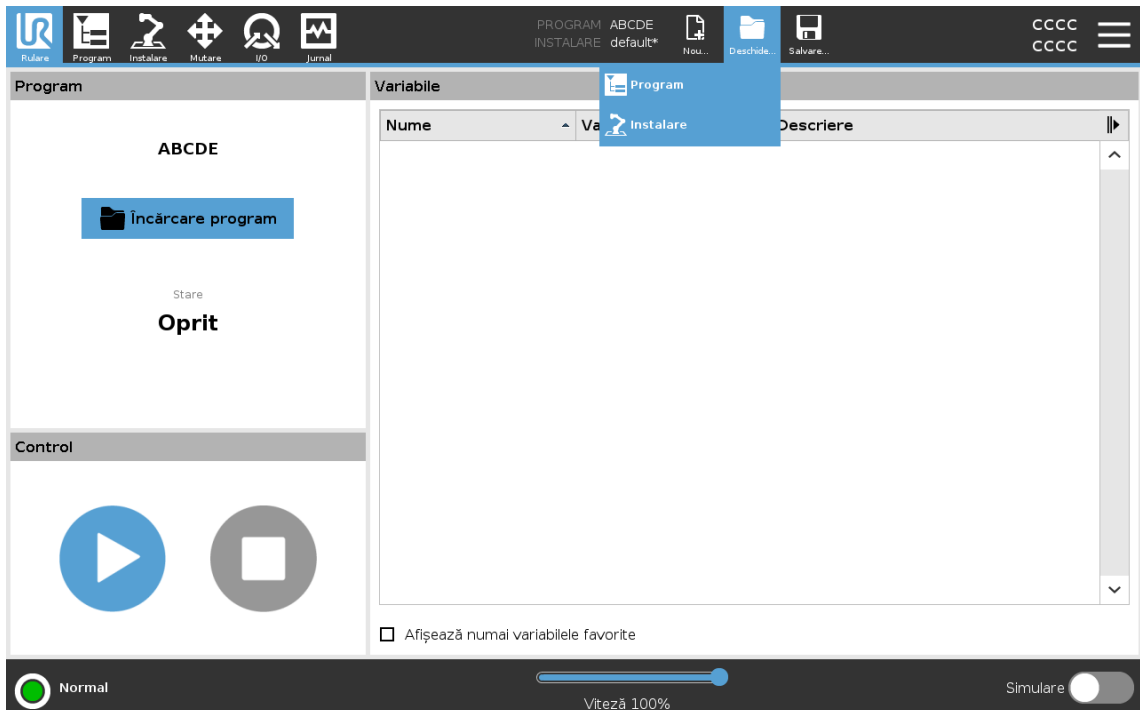 PROGRAM ABCDE
INSTALARE default*
CCCC
CCCC
Rulare Program Instalare Mutare I/O Jurnal Nou... Deschide... Salvare...
Program
Variabile
Program
Instalare
Nume Va Descriere
ABCDE
Încărcare program
Stare
Oprit
Control
Afișează numai variabilele favorite
Normal
Viteză 100%
Simulare